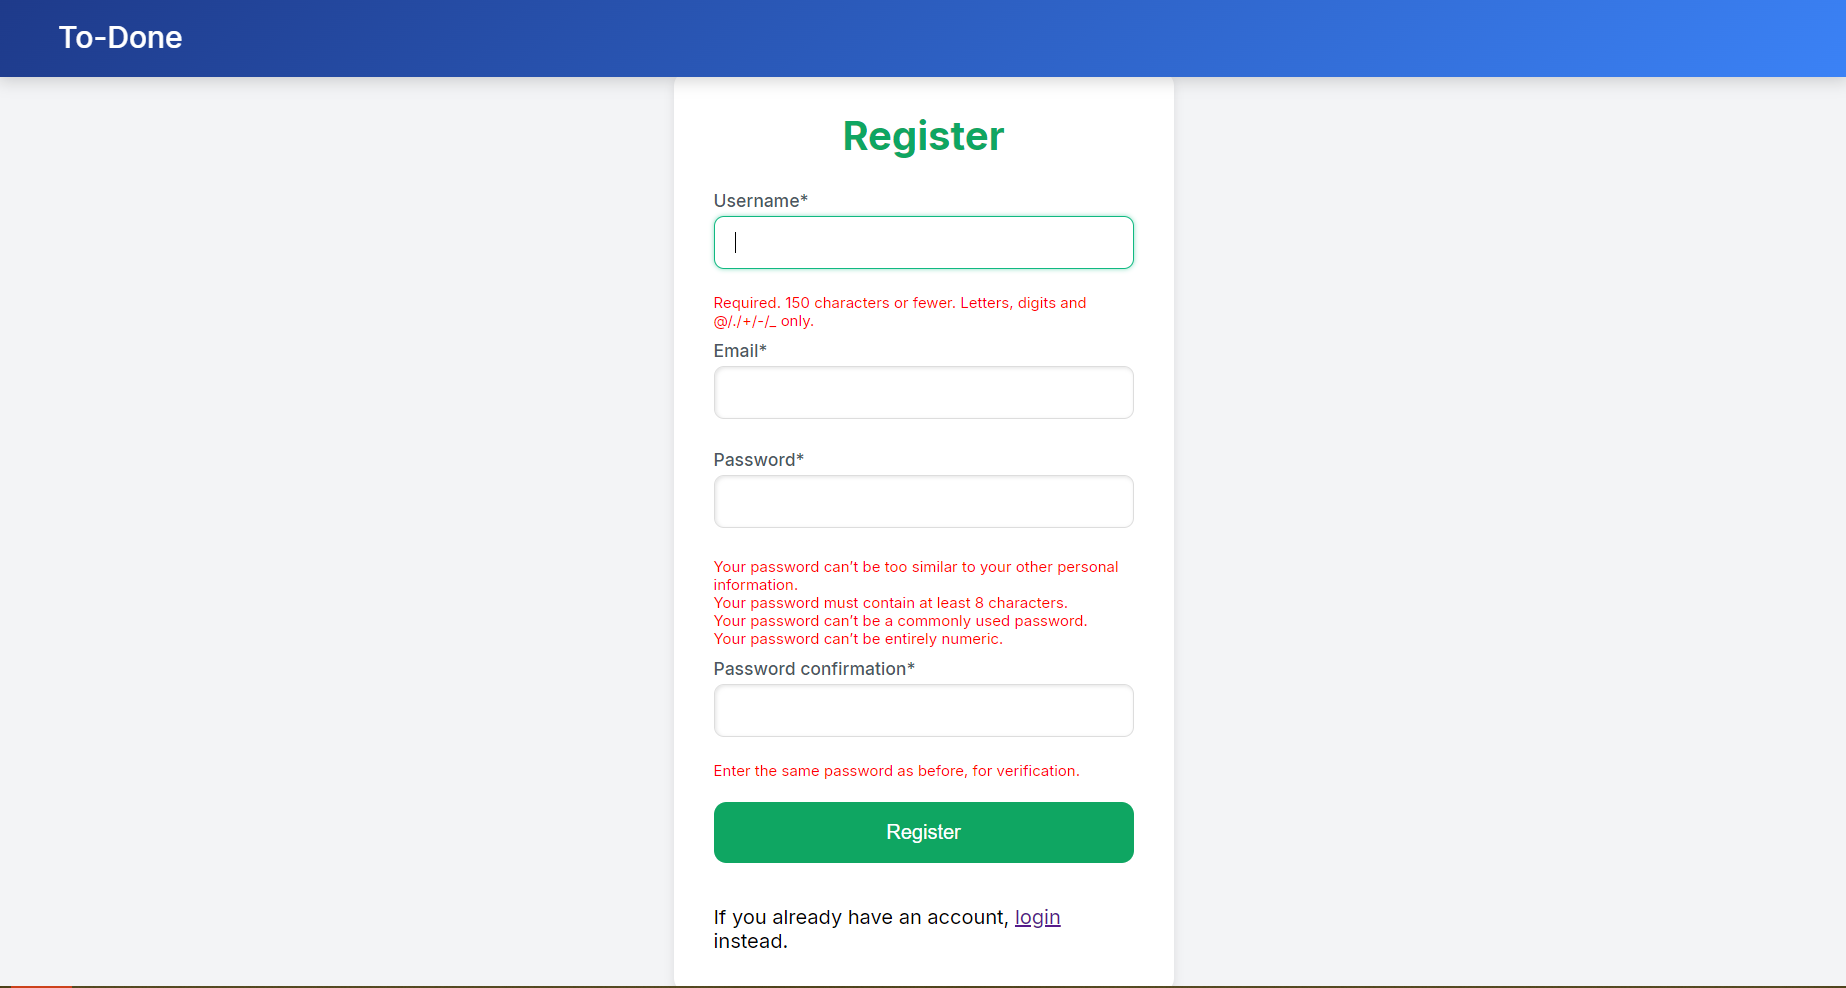 To-Done
Register
Username*
Required. 150 characters or fewer. Letters, digits and
@/./+/-/_ only.
Email*
Password*
Your password can’t be too similar to your other personal
information.
Your password must contain at least 8 characters.
Your password can’t be a commonly used password.
Your password can’t be entirely numeric.
Password confirmation*
Enter the same password as before, for verification.
Register
If you already have an account, login
instead.